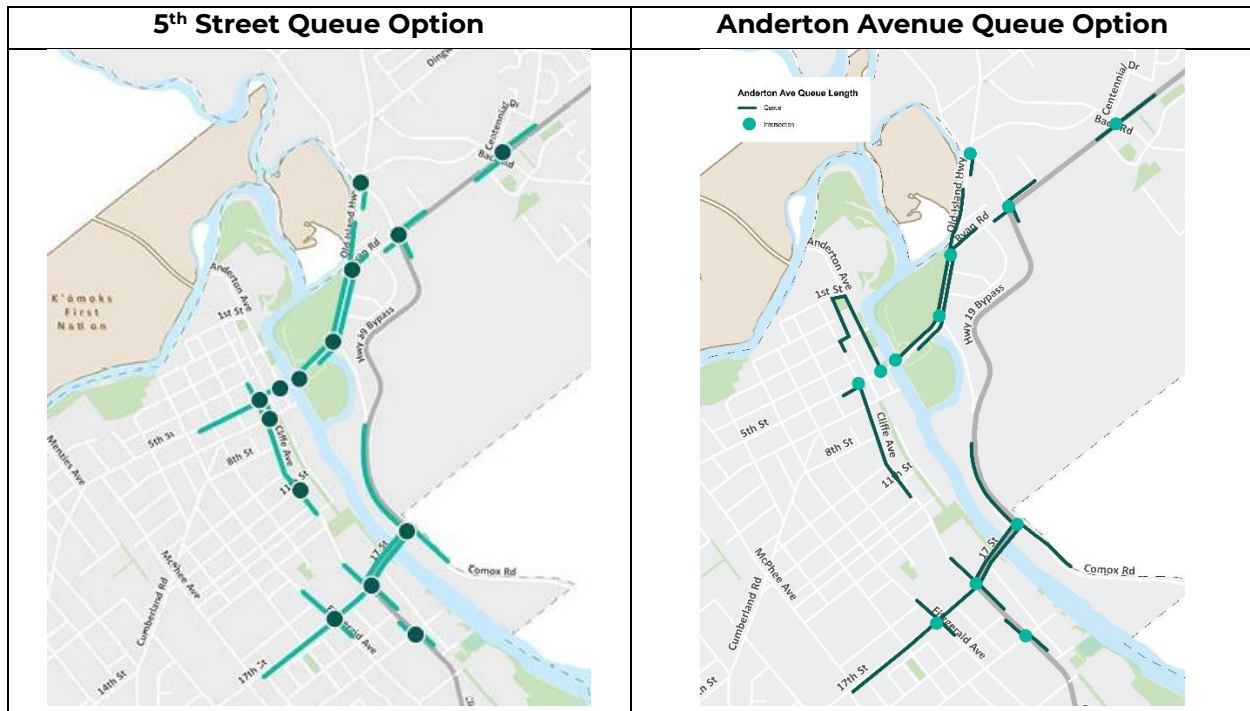 5th Street Queue Option
Anderton Avenue Queue Option
Dingw
Centennial Dr
Back Rd
Old Island Hwy
Ryan Rd
Anderton Ave
1st St
K'ómoks
First
Nation
Hwy 19 Bypass
5th St
Menzies Ave
8th St
Cliffe Ave
11th St
17 St
Comox Rd
McPhee Ave
Cumberland Rd
Fitzgerald Ave
17th St
14th St
Anderton Ave Queue Length
Queue
Intersection
Centennial Dr
Back Rd
Old Island Hwy
Ryan Rd
Anderton Ave
1st St
Hwy 19 Bypass
5th St
8th St
Cliffe Ave
11th St
17 St
Comox Rd
McPhee Ave
Cumberland Rd
Fitzgerald Ave
17th St
h St